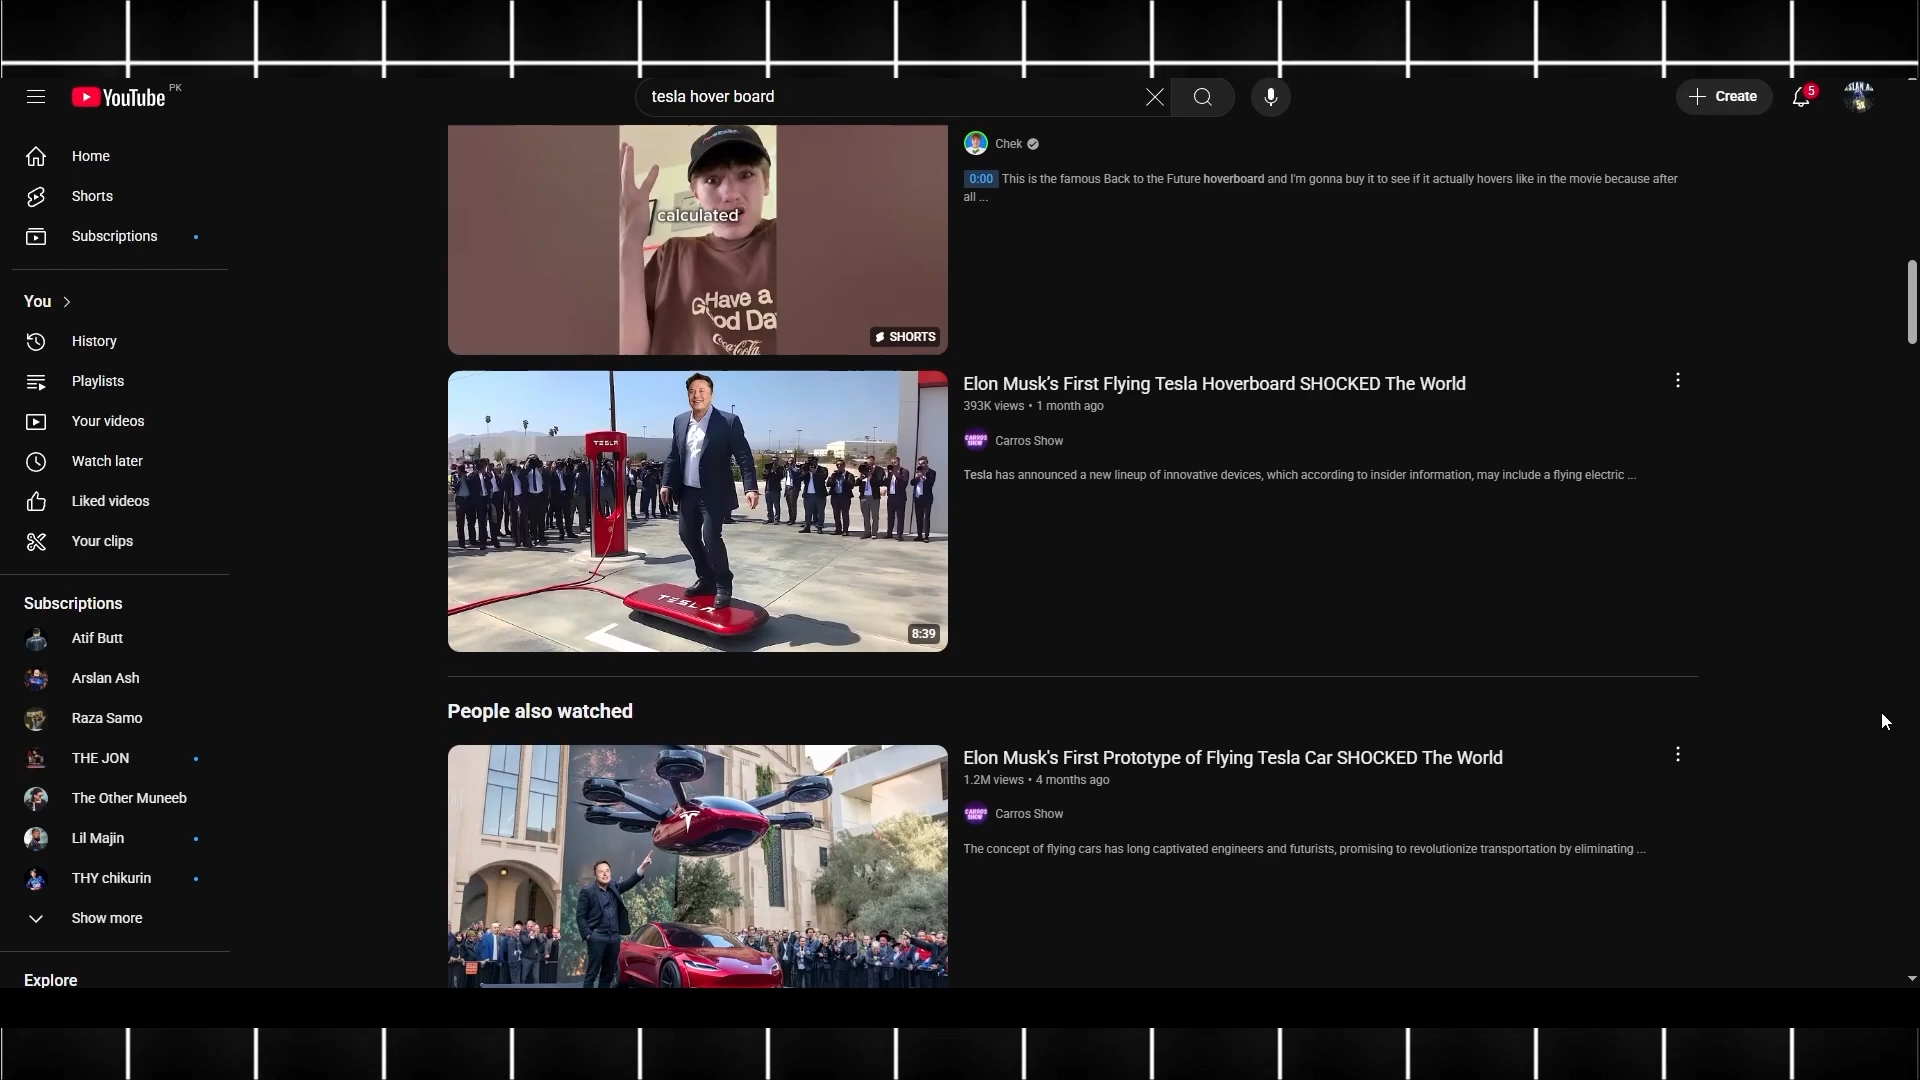 YouTube PK
tesla hover board
Create
5
Home
Shorts
Subscriptions
You
History
Playlists
Your videos
Watch later
Liked videos
Your clips
Subscriptions
Atif Butt
Arslan Ash
Raza Samo
THE JON
The Other Muneeb
Lil Majin
THY chikurin
Show more
Explore
calculated
Have a
Good Da
Coca-Cola
SHORTS
Chek
0:00 This is the famous Back to the Future hoverboard and I'm gonna buy it to see if it actually hovers like in the movie because after
all ...
TESLA
TESLA
8:39
Elon Musk’s First Flying Tesla Hoverboard SHOCKED The World
393K views • 1 month ago
CARROS SHOW
Carros Show
Tesla has announced a new lineup of innovative devices, which according to insider information, may include a flying electric ...
People also watched
Elon Musk's First Prototype of Flying Tesla Car SHOCKED The World
1.2M views • 4 months ago
CARROS SHOW
Carros Show
The concept of flying cars has long captivated engineers and futurists, promising to revolutionize transportation by eliminating ...